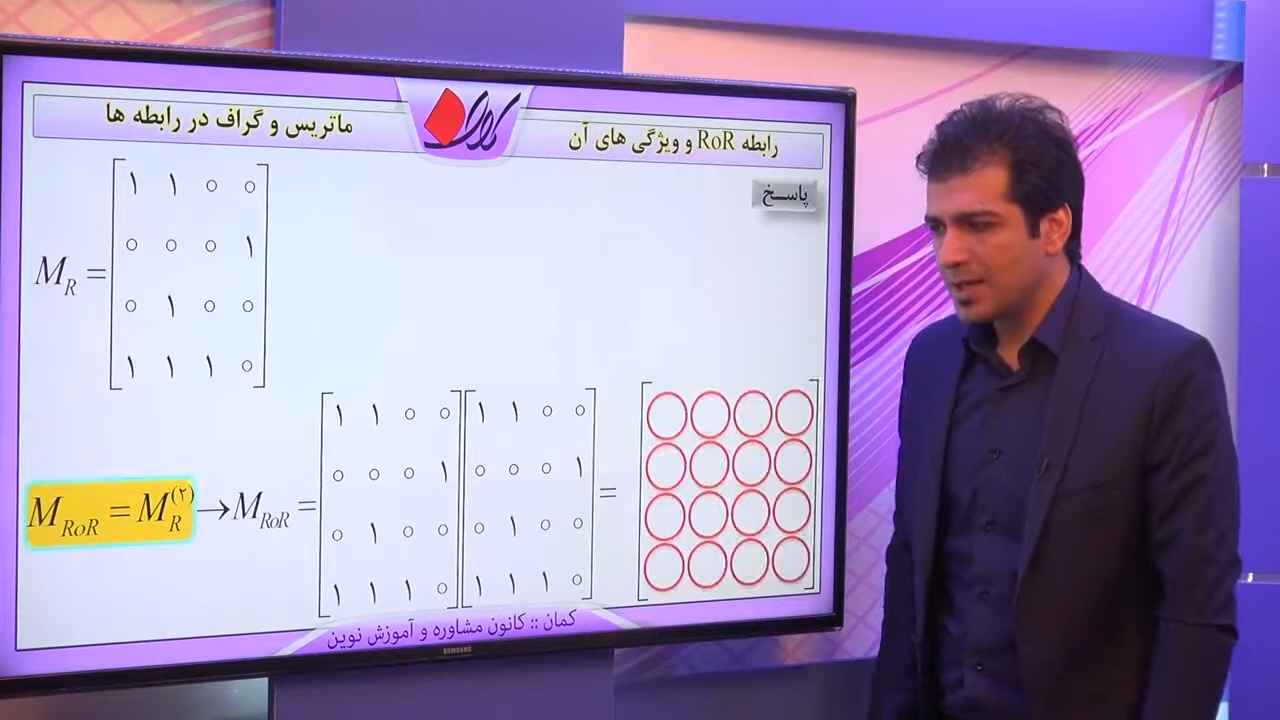 رابطه RoR و ویژگی های آن
ماتریس و گراف در رابطه ها
پاسخ
M_R = [
۱ ۱ ۰ ۰
۰ ۰ ۰ ۱
۰ ۱ ۰ ۰
۱ ۱ ۱ ۰
]
M_RoR = M_R^(۲) → M_RoR = [
۱ ۱ ۰ ۰
۰ ۰ ۰ ۱
۰ ۱ ۰ ۰
۱ ۱ ۱ ۰
] [
۱ ۱ ۰ ۰
۰ ۰ ۰ ۱
۰ ۱ ۰ ۰
۱ ۱ ۱ ۰
] = [ ]
کمان :: کانون مشاوره و آموزش نوین
SAMSUNG